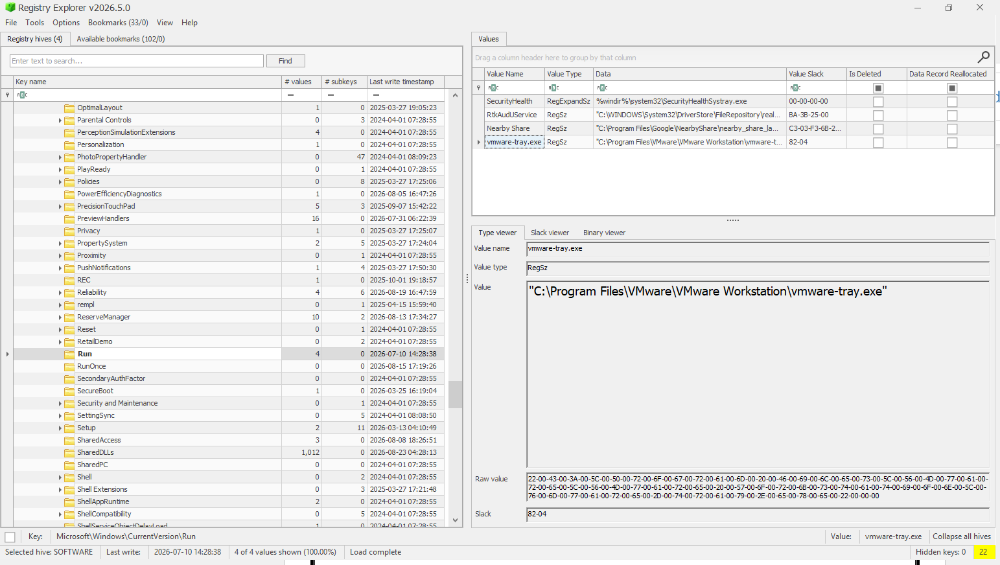 Registry Explorer v2026.5.0
File Tools Options Bookmarks (33/0) View Help
Registry hives (4) Available bookmarks (102/0)
Enter text to search... Find
Key name # values # subkeys Last write timestamp
OptimalLayout 1 0 2025-03-27 19:05:23
Parental Controls 0 3 2024-04-01 07:28:55
PerceptionSimulationExtensions 4 0 2024-04-01 07:28:55
Personalization 1 0 2024-04-01 07:28:55
PhotoPropertyHandler 0 47 2024-04-01 08:09:23
PlayReady 0 1 2024-04-01 07:28:55
Policies 0 8 2025-03-27 17:25:06
PowerEfficiencyDiagnostics 1 0 2026-08-05 16:47:26
PrecisionTouchPad 5 3 2025-09-07 15:42:22
PreviewHandlers 16 0 2026-07-31 06:22:39
Privacy 1 0 2025-03-27 17:25:07
PropertySystem 2 5 2025-03-27 17:24:04
Proximity 0 1 2024-04-01 07:28:55
PushNotifications 1 4 2025-03-27 17:50:30
REC 1 0 2025-10-01 19:18:57
Reliability 4 6 2026-08-19 16:47:59
rempl 0 1 2025-04-15 15:59:40
ReserveManager 10 2 2026-08-13 17:34:27
Reset 0 1 2024-04-01 07:28:55
RetailDemo 0 2 2024-04-01 07:28:55
Run 4 0 2026-07-10 14:28:38
RunOnce 0 0 2026-08-15 17:19:26
SecondaryAuthFactor 0 0 2024-04-01 07:28:55
SecureBoot 1 0 2026-03-25 16:19:04
Security and Maintenance 0 1 2024-04-01 07:28:55
SettingSync 0 5 2024-04-01 08:08:50
Setup 2 11 2026-03-13 04:10:49
SharedAccess 3 0 2026-08-08 18:26:51
SharedDLLs 1,012 0 2026-08-23 04:28:13
SharedPC 0 0 2024-04-01 07:28:55
Shell 0 2 2024-04-01 07:28:55
Shell Extensions 0 3 2025-03-27 17:21:48
ShellAppRuntime 2 0 2024-04-01 07:28:55
ShellCompatibility 0 5 2024-04-01 07:28:55
ShellServiceObjectDelayLoad 1 0 2024-04-01 07:28:55
Values
Drag a column header here to group by that column
Value Name Value Type Data Value Slack Is Deleted Data Record Reallocated
SecurityHealth RegExpandSz %windir%\system32\SecurityHealthSystray.exe 00-00-00-00
RtkAudUService RegSz "C:\WINDOWS\System32\DriverStore\FileRepository\real... BA-3B-25-00
Nearby Share RegSz "C:\Program Files\Google\NearbyShare\nearby_share_la... C3-03-F3-6B-2...
vmware-tray.exe RegSz "C:\Program Files\VMware\VMware Workstation\vmware-t... 82-04
Type viewer Slack viewer Binary viewer
Value name vmware-tray.exe
Value type RegSz
Value "C:\Program Files\VMware\VMware Workstation\vmware-tray.exe"
Raw value 22-00-43-00-3A-00-5C-00-50-00-72-00-6F-00-67-00-72-00-61-00-6D-00-20-00-46-00-69-00-6C-00-65-00-73-00-5C-00-56-00-4D-00-77-00-61-00-
72-00-65-00-5C-00-56-00-4D-00-77-00-61-00-72-00-65-00-20-00-57-00-6F-00-72-00-6B-00-73-00-74-00-61-00-74-00-69-00-6F-00-6E-00-5C-00-
76-00-6D-00-77-00-61-00-72-00-65-00-2D-00-74-00-72-00-61-00-79-00-2E-00-65-00-78-00-65-00-22-00-00-00
Slack 82-04
Key: Microsoft\Windows\CurrentVersion\Run Value: vmware-tray.exe Collapse all hives
Selected hive: SOFTWARE Last write: 2026-07-10 14:28:38 4 of 4 values shown (100.00%) Load complete Hidden keys: 0 22